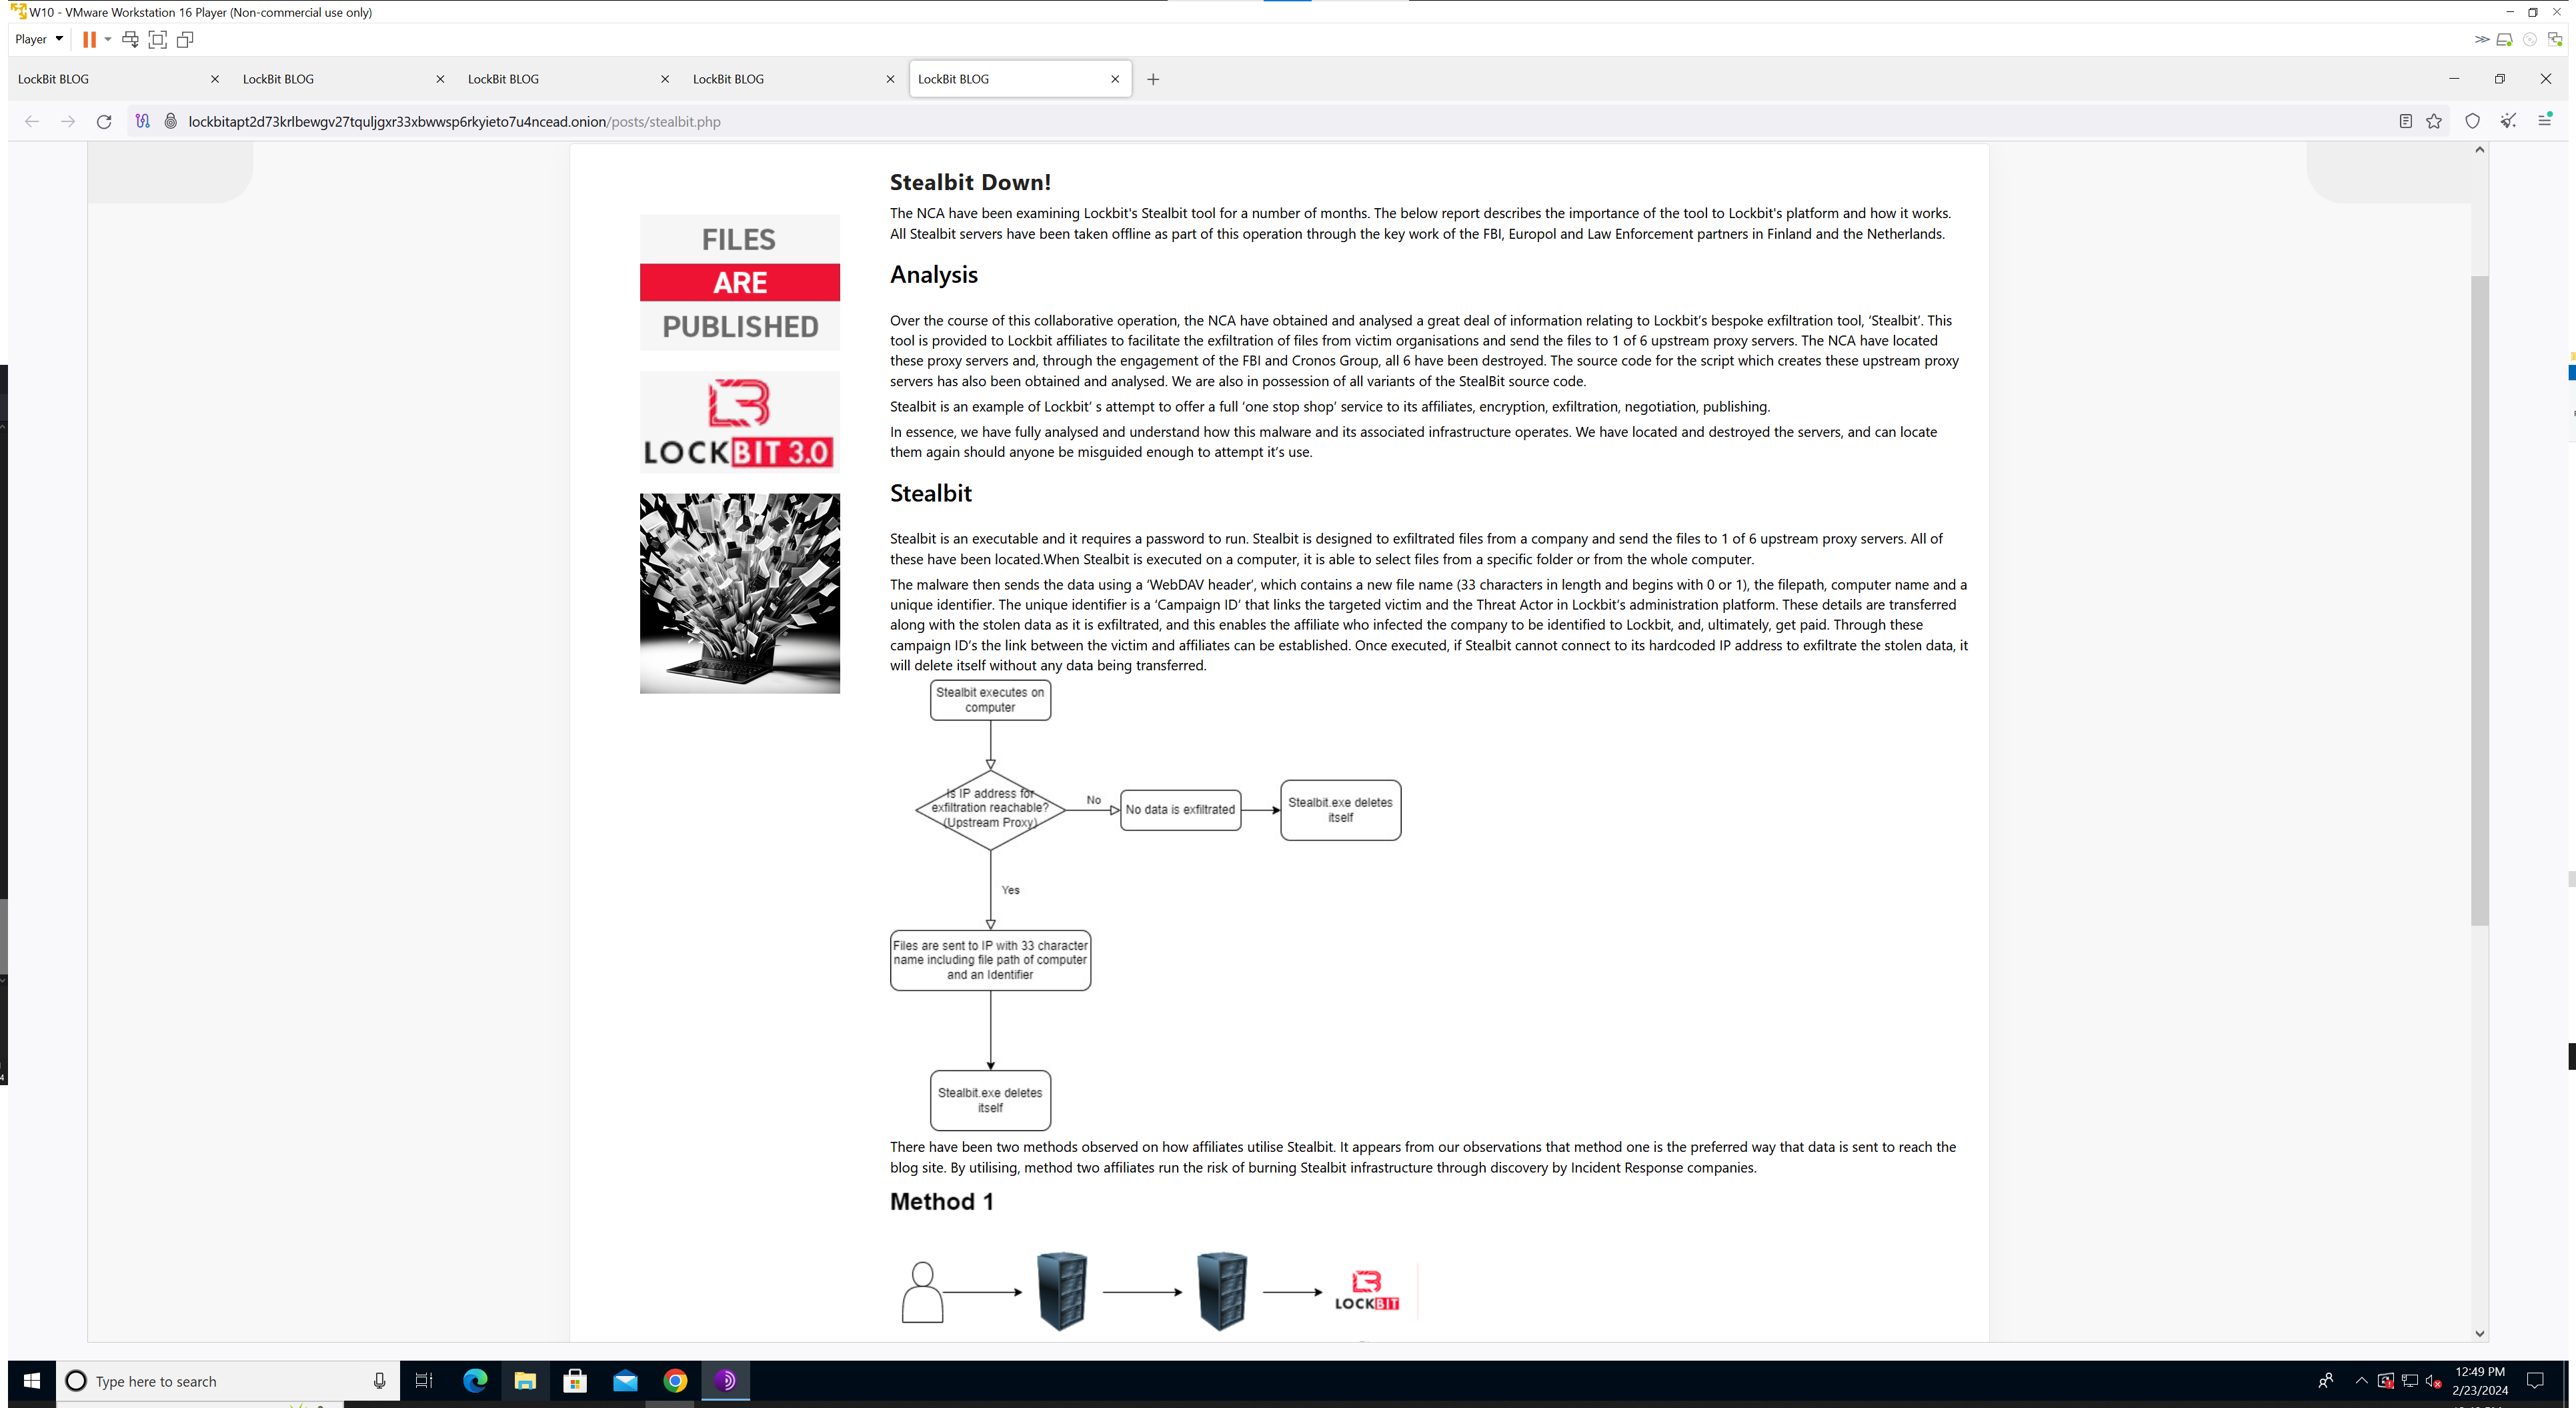 W10 - VMware Workstation 16 Player (Non-commercial use only)
Player
LockBit BLOG
LockBit BLOG
LockBit BLOG
LockBit BLOG
LockBit BLOG
lockbitapt2d73krlbewgv27tquljgxr33xbwwsp6rkyieto7u4ncead.onion/posts/stealbit.php
FILES
ARE
PUBLISHED
LOCKBIT 3.0
Stealbit Down!
The NCA have been examining Lockbit's Stealbit tool for a number of months. The below report describes the importance of the tool to Lockbit's platform and how it works.
All Stealbit servers have been taken offline as part of this operation through the key work of the FBI, Europol and Law Enforcement partners in Finland and the Netherlands.
Analysis
Over the course of this collaborative operation, the NCA have obtained and analysed a great deal of information relating to Lockbit’s bespoke exfiltration tool, ‘Stealbit’. This
tool is provided to Lockbit affiliates to facilitate the exfiltration of files from victim organisations and send the files to 1 of 6 upstream proxy servers. The NCA have located
these proxy servers and, through the engagement of the FBI and Cronos Group, all 6 have been destroyed. The source code for the script which creates these upstream proxy
servers has also been obtained and analysed. We are also in possession of all variants of the StealBit source code.
Stealbit is an example of Lockbit’ s attempt to offer a full ‘one stop shop’ service to its affiliates, encryption, exfiltration, negotiation, publishing.
In essence, we have fully analysed and understand how this malware and its associated infrastructure operates. We have located and destroyed the servers, and can locate
them again should anyone be misguided enough to attempt it’s use.
Stealbit
Stealbit is an executable and it requires a password to run. Stealbit is designed to exfiltrated files from a company and send the files to 1 of 6 upstream proxy servers. All of
these have been located.When Stealbit is executed on a computer, it is able to select files from a specific folder or from the whole computer.
The malware then sends the data using a ‘WebDAV header’, which contains a new file name (33 characters in length and begins with 0 or 1), the filepath, computer name and a
unique identifier. The unique identifier is a ‘Campaign ID’ that links the targeted victim and the Threat Actor in Lockbit’s administration platform. These details are transferred
along with the stolen data as it is exfiltrated, and this enables the affiliate who infected the company to be identified to Lockbit, and, ultimately, get paid. Through these
campaign ID’s the link between the victim and affiliates can be established. Once executed, if Stealbit cannot connect to its hardcoded IP address to exfiltrate the stolen data, it
will delete itself without any data being transferred.
Stealbit executes on
computer
Is IP address for
exfiltration reachable?
(Upstream Proxy)
No
No data is exfiltrated
Stealbit.exe deletes
itself
Yes
Files are sent to IP with 33 character
name including file path of computer
and an Identifier
Stealbit.exe deletes
itself
There have been two methods observed on how affiliates utilise Stealbit. It appears from our observations that method one is the preferred way that data is sent to reach the
blog site. By utilising, method two affiliates run the risk of burning Stealbit infrastructure through discovery by Incident Response companies.
Method 1
LOCKBIT
Type here to search
12:49 PM
2/23/2024